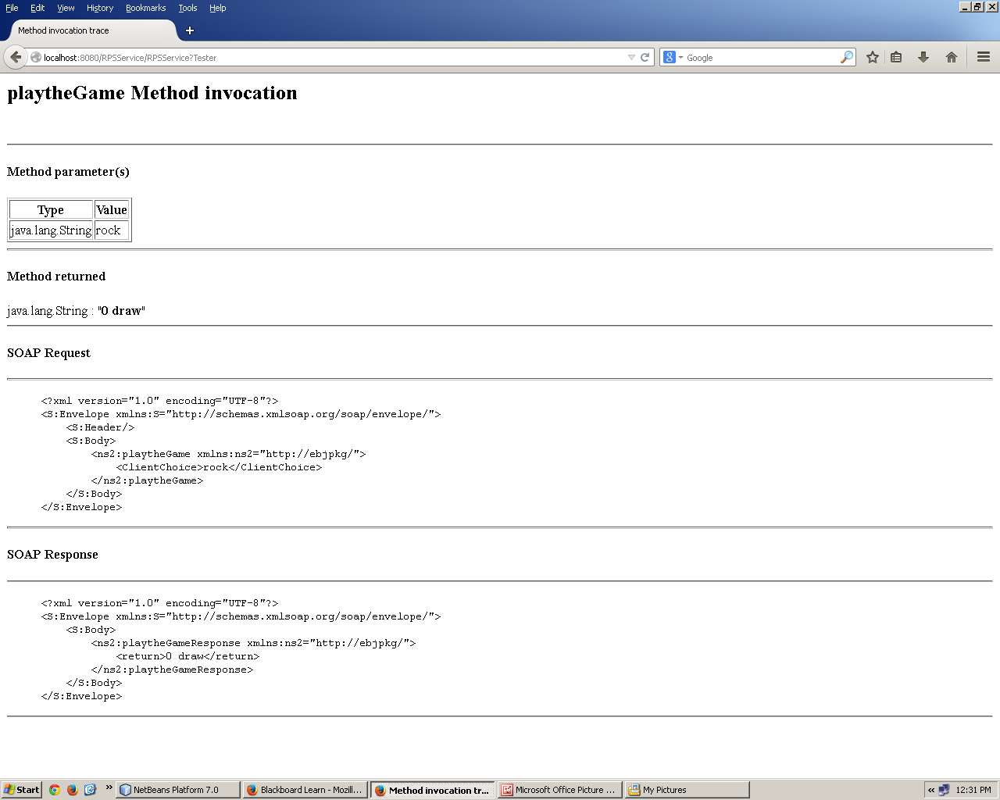 File Edit View History Bookmarks Tools Help
Method invocation trace
localhost:8080/RPSService/RPSService?Tester
Google
playtheGame Method invocation
Method parameter(s)
Type Value
java.lang.String rock
Method returned
java.lang.String : "0 draw"
SOAP Request
<?xml version="1.0" encoding="UTF-8"?>
<S:Envelope xmlns:S="http://schemas.xmlsoap.org/soap/envelope/">
<S:Header/>
<S:Body>
<ns2:playtheGame xmlns:ns2="http://ebjpkg/">
<ClientChoice>rock</ClientChoice>
</ns2:playtheGame>
</S:Body>
</S:Envelope>
SOAP Response
<?xml version="1.0" encoding="UTF-8"?>
<S:Envelope xmlns:S="http://schemas.xmlsoap.org/soap/envelope/">
<S:Body>
<ns2:playtheGameResponse xmlns:ns2="http://ebjpkg/">
<return>0 draw</return>
</ns2:playtheGameResponse>
</S:Body>
</S:Envelope>
Start » NetBeans Platform 7.0 Blackboard Learn - Mozill... Method invocation tr... Microsoft Office Picture ... My Pictures « 12:31 PM